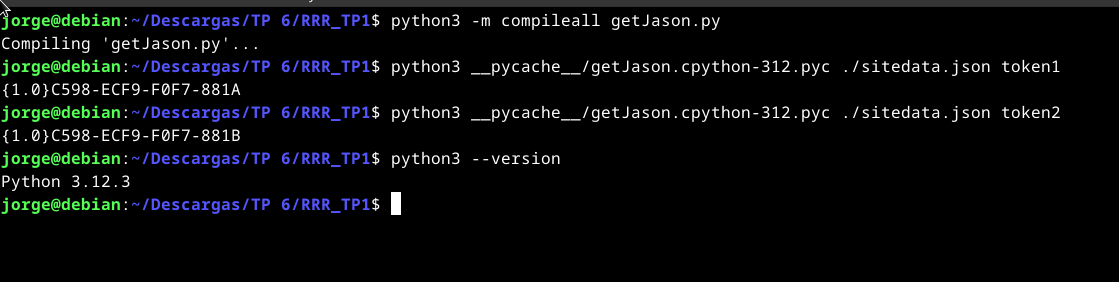 jorge@debian:~/Descargas/TP 6/RRR_TP1$ python3 -m compileall getJason.py
Compiling 'getJason.py'...
jorge@debian:~/Descargas/TP 6/RRR_TP1$ python3 __pycache__/getJason.cpython-312.pyc ./sitedata.json token1
{1.0}C598-ECF9-F0F7-881A
jorge@debian:~/Descargas/TP 6/RRR_TP1$ python3 __pycache__/getJason.cpython-312.pyc ./sitedata.json token2
{1.0}C598-ECF9-F0F7-881B
jorge@debian:~/Descargas/TP 6/RRR_TP1$ python3 --version
Python 3.12.3
jorge@debian:~/Descargas/TP 6/RRR_TP1$